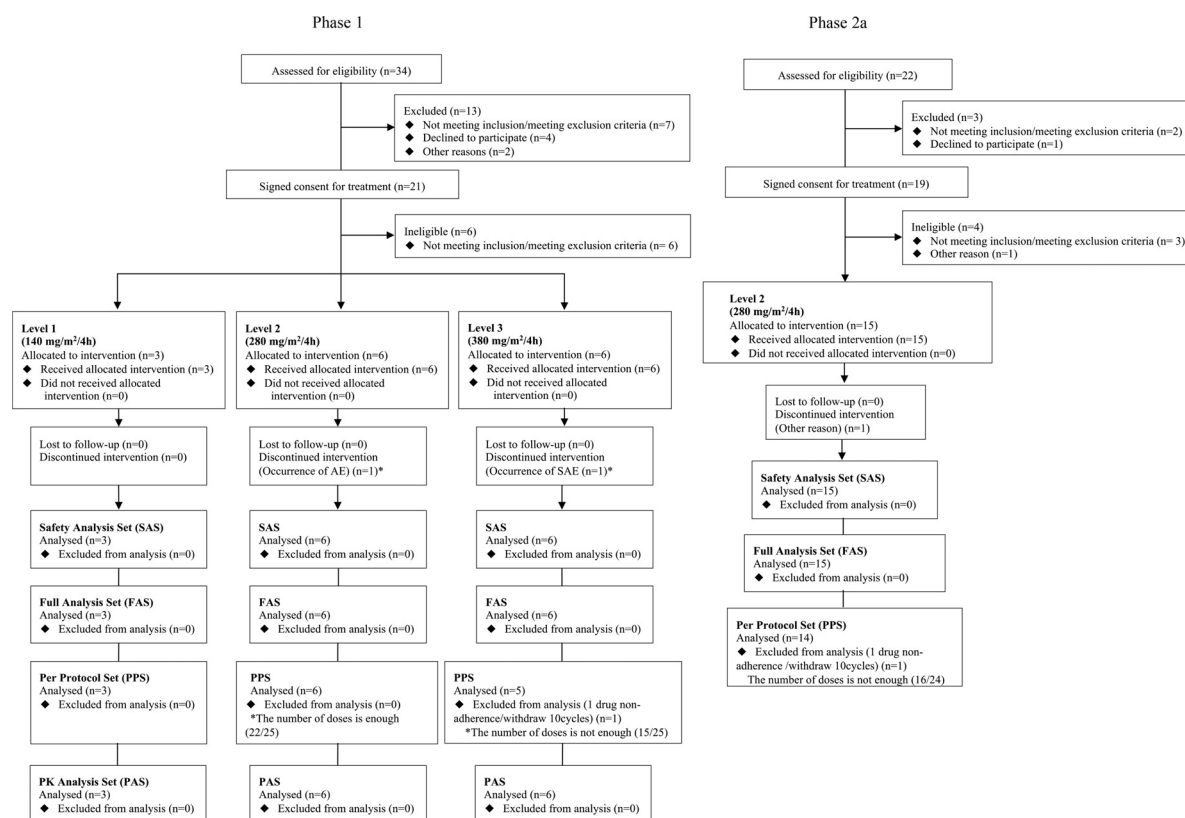 Phase 1
Assessed for eligibility (n=34)
Excluded (n=13)
◆ Not meeting inclusion/meeting exclusion criteria (n=7)
◆ Declined to participate (n=4)
◆ Other reasons (n=2)
Signed consent for treatment (n=21)
Ineligible (n=6)
◆ Not meeting inclusion/meeting exclusion criteria (n= 6)
Level 1
(140 mg/m²/4h)
Allocated to intervention (n=3)
◆ Received allocated intervention (n=3)
◆ Did not received allocated
intervention (n=0)
Lost to follow-up (n=0)
Discontinued intervention (n=0)
Safety Analysis Set (SAS)
Analysed (n=3)
◆ Excluded from analysis (n=0)
Full Analysis Set (FAS)
Analysed (n=3)
◆ Excluded from analysis (n=0)
Per Protocol Set (PPS)
Analysed (n=3)
◆ Excluded from analysis (n=0)
PK Analysis Set (PAS)
Analysed (n=3)
◆ Excluded from analysis (n=0)
Level 2
(280 mg/m²/4h)
Allocated to intervention (n=6)
◆ Received allocated intervention (n=6)
◆ Did not received allocated
intervention (n=0)
Lost to follow-up (n=0)
Discontinued intervention
(Occurrence of AE) (n=1)*
SAS
Analysed (n=6)
◆ Excluded from analysis (n=0)
FAS
Analysed (n=6)
◆ Excluded from analysis (n=0)
PPS
Analysed (n=6)
◆ Excluded from analysis (n=0)
*The number of doses is enough
(22/25)
PAS
Analysed (n=6)
◆ Excluded from analysis (n=0)
Level 3
(380 mg/m²/4h)
Allocated to intervention (n=6)
◆ Received allocated intervention (n=6)
◆ Did not received allocated
intervention (n=0)
Lost to follow-up (n=0)
Discontinued intervention
(Occurrence of SAE (n=1)*
SAS
Analysed (n=6)
◆ Excluded from analysis (n=0)
FAS
Analysed (n=6)
◆ Excluded from analysis (n=0)
PPS
Analysed (n=5)
◆ Excluded from analysis (1 drug non-
adherence/withdraw 10cycles) (n=1)
*The number of doses is not enough (15/25)
PAS
Analysed (n=6)
◆ Excluded from analysis (n=0)
Phase 2a
Assessed for eligibility (n=22)
Excluded (n=3)
◆ Not meeting inclusion/meeting exclusion criteria (n=2)
◆ Declined to participate (n=1)
Signed consent for treatment (n=19)
Ineligible (n=4)
◆ Not meeting inclusion/meeting exclusion criteria (n= 3)
◆ Other reason (n=1)
Level 2
(280 mg/m²/4h)
Allocated to intervention (n=15)
◆ Received allocated intervention (n=15)
◆ Did not received allocated intervention (n=0)
Lost to follow-up (n=0)
Discontinued intervention
(Other reason) (n=1)
Safety Analysis Set (SAS)
Analysed (n=15)
◆ Excluded from analysis (n=0)
Full Analysis Set (FAS)
Analysed (n=15)
◆ Excluded from analysis (n=0)
Per Protocol Set (PPS)
Analysed (n=14)
◆ Excluded from analysis (1 drug non-
adherence /withdraw 10cycles) (n=1)
The number of doses is not enough (16/24)